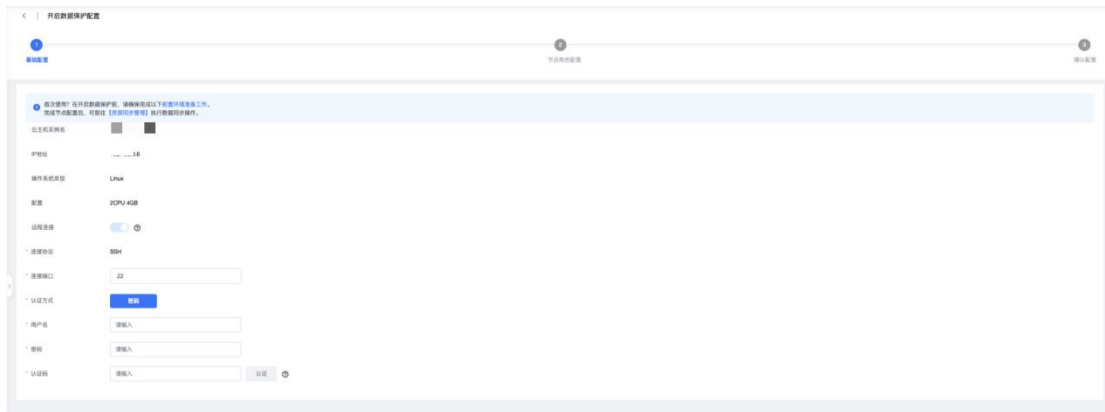 开启数据保护配置
1
基础配置
2
节点角色配置
3
确认配置
首次使用？在开启数据保护前，请确保完成以下前置环境准备工作。
完成节点配置后，可前往【资源同步管理】执行数据同步操作。
云主机实例名
IP地址
操作系统类型 Linux
配置 2CPU 4GB
远程连接
* 连接协议 SSH
* 连接端口 22
* 认证方式 密码
* 用户名 请输入
* 密码 请输入
* 认证码 请输入 认证